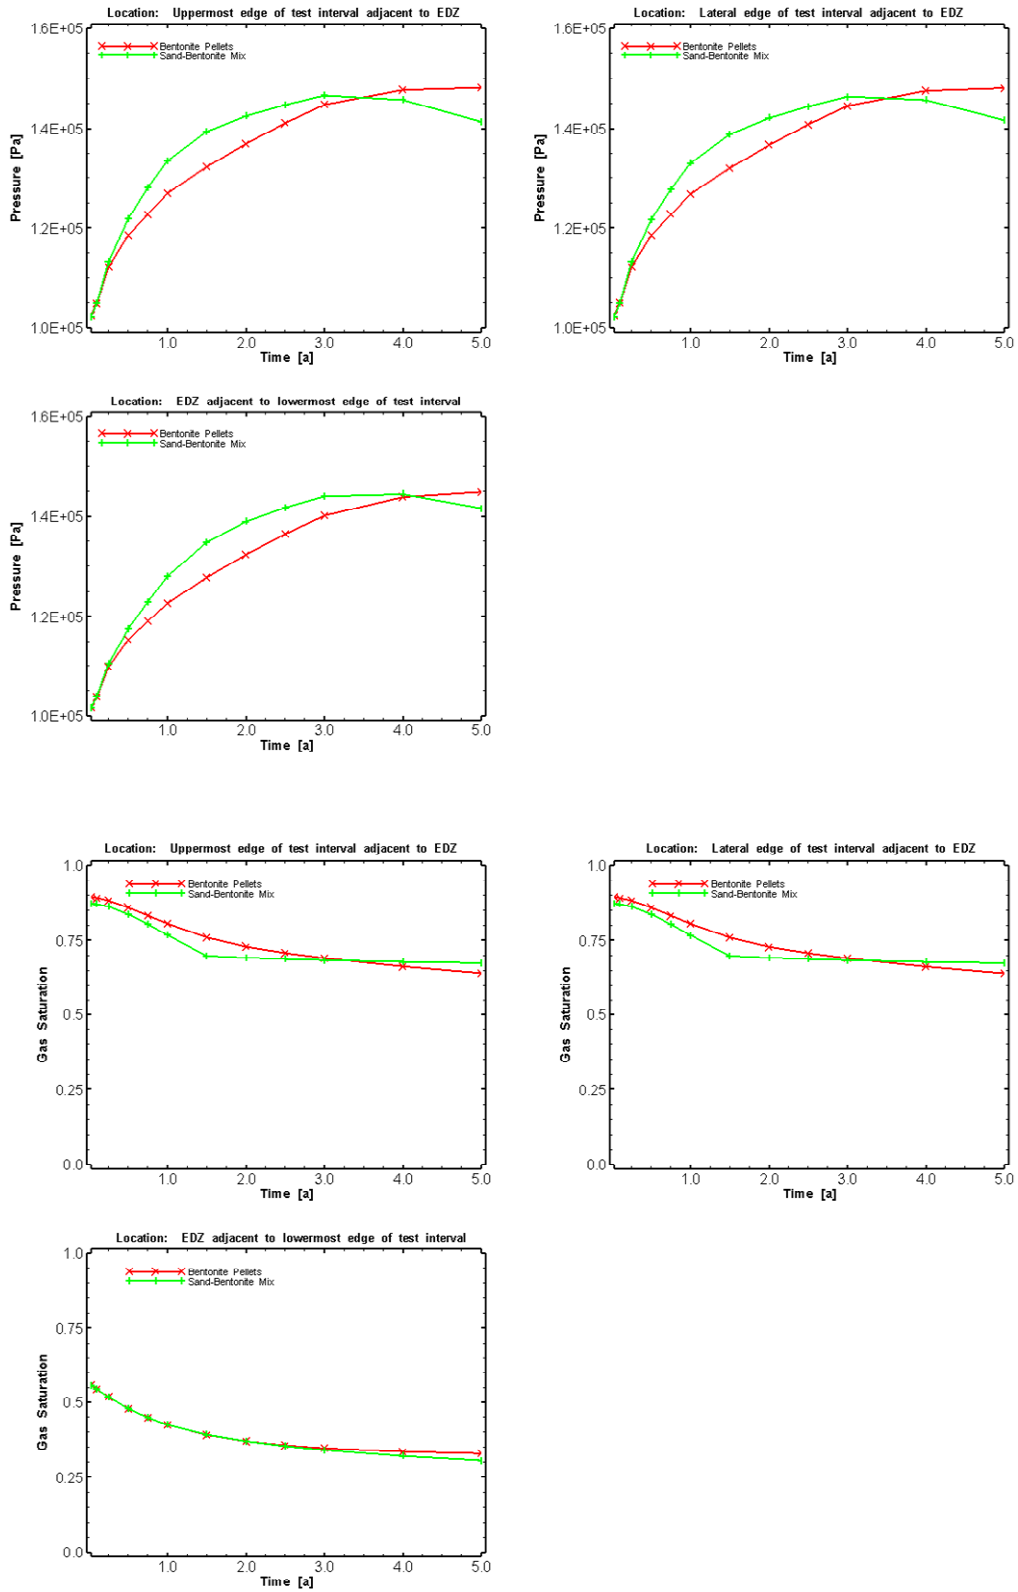 Location: Uppermost edge of test interval adjacent to EDZ
1.6E+05
Bentonite Pellets
Sand-Bentonite Mix
1.4E+05
Pressure [Pa]
1.2E+05
1.0E+05
1.0 2.0 3.0 4.0 5.0
Time [a]
Location: Lateral edge of test interval adjacent to EDZ
1.6E+05
Bentonite Pellets
Sand-Bentonite Mix
1.4E+05
Pressure [Pa]
1.2E+05
1.0E+05
1.0 2.0 3.0 4.0 5.0
Time [a]
Location: EDZ adjacent to lowermost edge of test interval
1.6E+05
Bentonite Pellets
Sand-Bentonite Mix
1.4E+05
Pressure [Pa]
1.2E+05
1.0E+05
1.0 2.0 3.0 4.0 5.0
Time [a]
Location: Uppermost edge of test interval adjacent to EDZ
1.0
Bentonite Pellets
Sand-Bentonite Mix
0.75
Gas Saturation
0.5
0.25
0.0
1.0 2.0 3.0 4.0 5.0
Time [a]
Location: Lateral edge of test interval adjacent to EDZ
1.0
Bentonite Pellets
Sand-Bentonite Mix
0.75
Gas Saturation
0.5
0.25
0.0
1.0 2.0 3.0 4.0 5.0
Time [a]
Location: EDZ adjacent to lowermost edge of test interval
1.0
Bentonite Pellets
Sand-Bentonite Mix
0.75
Gas Saturation
0.5
0.25
0.0
1.0 2.0 3.0 4.0 5.0
Time [a]